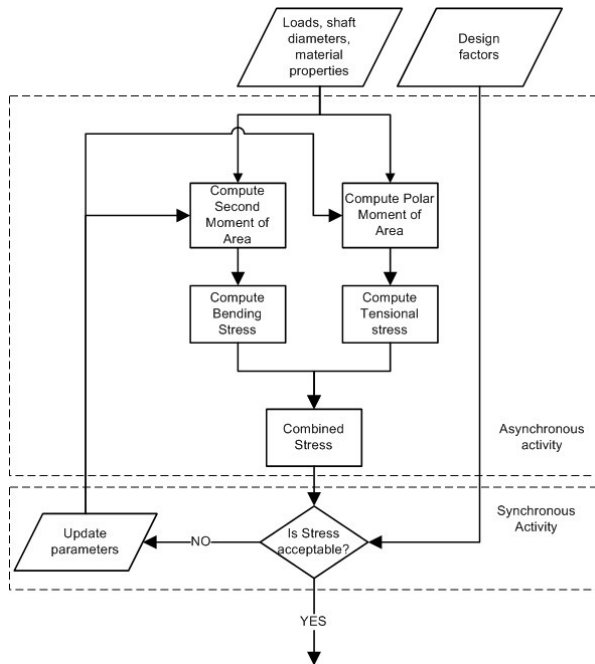 Loads, shaft
diameters,
material
properties
Design
factors
Compute
Second
Moment of
Area
Compute Polar
Moment of
Area
Compute
Bending
Stress
Compute
Tensional
stress
Combined
Stress
Asynchronous
activity
Synchronous
Activity
Update
parameters
NO
Is Stress
acceptable?
YES